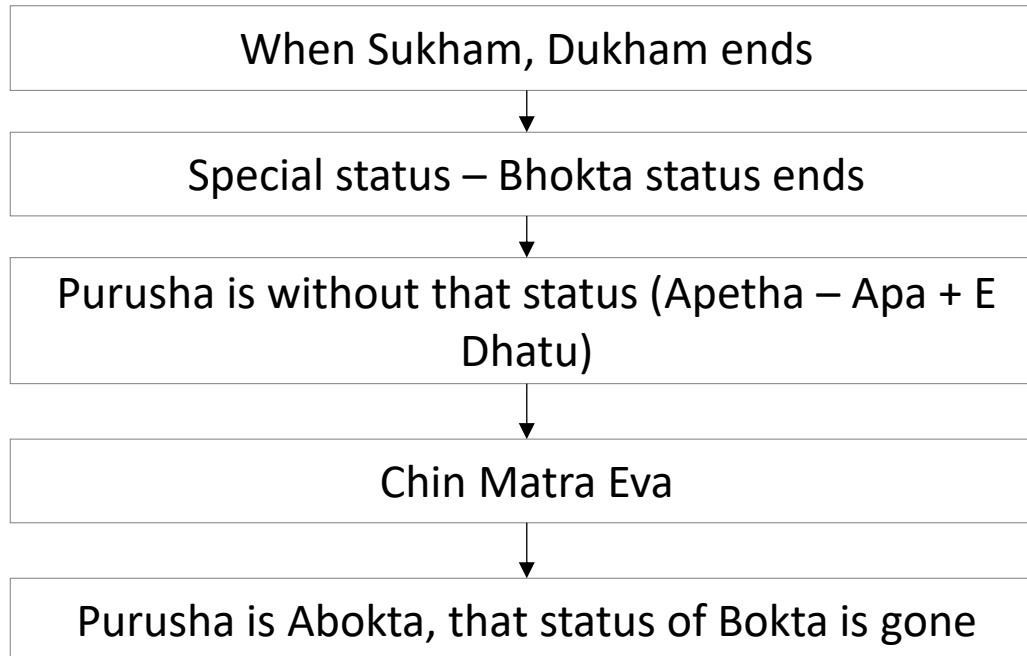 When Sukham, Dukham ends
Special status – Bhokta status ends
Purusha is without that status (Apetha – Apa + E
Dhatu)
Chin Matra Eva
Purusha is Abokta, that status of Bokta is gone